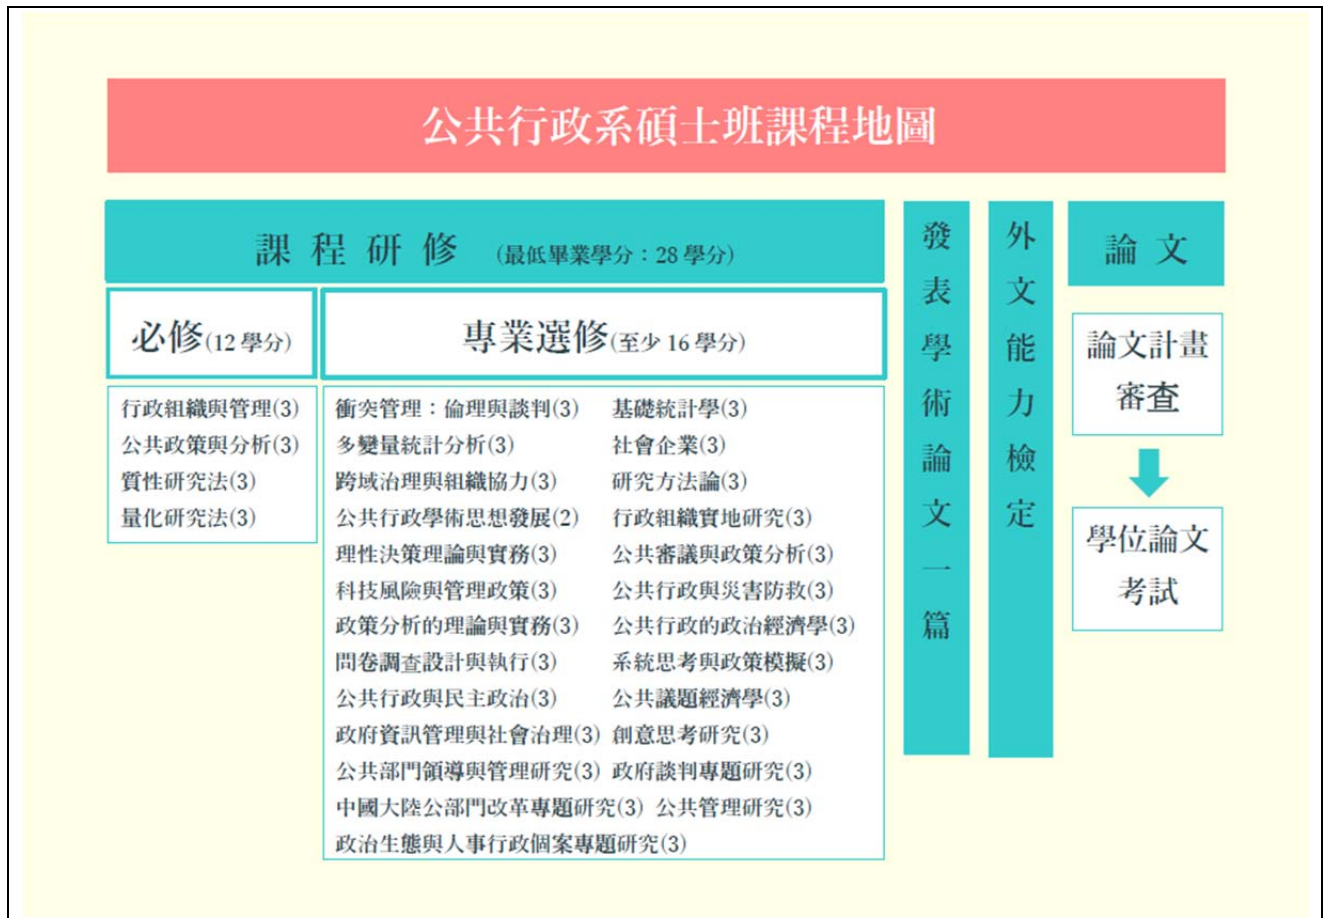 公共行政系碩士班課程地圖
課程研修 (最低畢業學分：28 學分)
必修(12 學分)
行政組織與管理(3)
公共政策與分析(3)
質性研究法(3)
量化研究法(3)
專業選修(至少 16 學分)
衝突管理：倫理與談判(3) 基礎統計學(3)
多變量統計分析(3) 社會企業(3)
跨域治理與組織協力(3) 研究方法論(3)
公共行政學術思想發展(2) 行政組織實地研究(3)
理性決策理論與實務(3) 公共審議與政策分析(3)
科技風險與管理政策(3) 公共行政與災害防救(3)
政策分析的理論與實務(3) 公共行政的政治經濟學(3)
問卷調查設計與執行(3) 系統思考與政策模擬(3)
公共行政與民主政治(3) 公共議題經濟學(3)
政府資訊管理與社會治理(3) 創意思考研究(3)
公共部門領導與管理研究(3) 政府談判專題研究(3)
中國大陸公部門改革專題研究(3) 公共管理研究(3)
政治生態與人事行政個案專題研究(3)
發表學術論文一篇
外文能力檢定
論文
論文計畫
審查
學位論文
考試